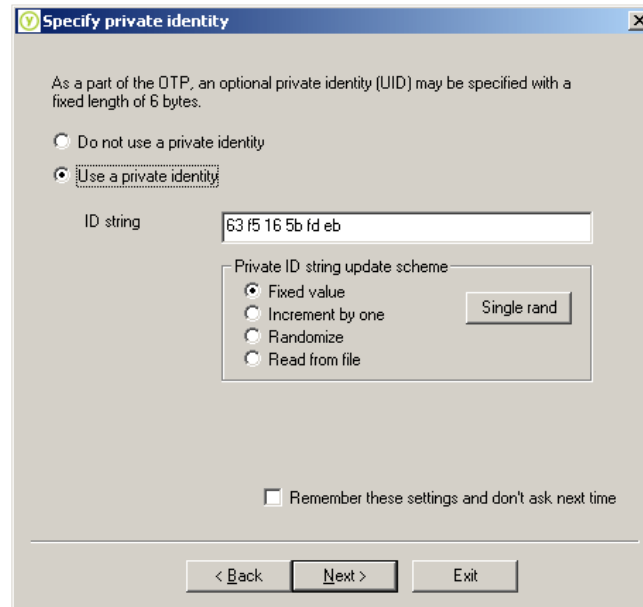 Specify private identity
As a part of the OTP, an optional private identity (UID) may be specified with a
fixed length of 6 bytes.
Do not use a private identity
Use a private identity
ID string
63 f5 16 5b fd eb
Private ID string update scheme
Fixed value
Increment by one
Randomize
Read from file
Single rand
Remember these settings and don't ask next time
< Back
Next >
Exit